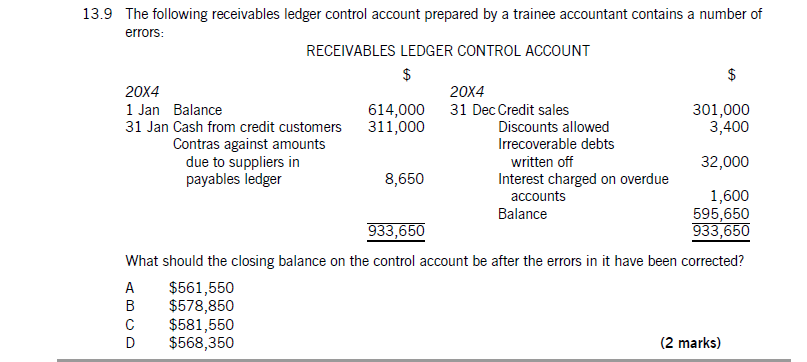 13.9 The following receivables ledger control account prepared by a trainee accountant contains a number of
errors:
RECEIVABLES LEDGER CONTROL ACCOUNT
$ $
20X4 20X4
1 Jan Balance 614,000 31 Dec Credit sales 301,000
31 Jan Cash from credit customers 311,000 Discounts allowed 3,400
Contras against amounts Irrecoverable debts
due to suppliers in written off 32,000
payables ledger 8,650 Interest charged on overdue
accounts 1,600
Balance 595,650
933,650 933,650
What should the closing balance on the control account be after the errors in it have been corrected?
A $561,550
B $578,850
C $581,550
D $568,350 (2 marks)